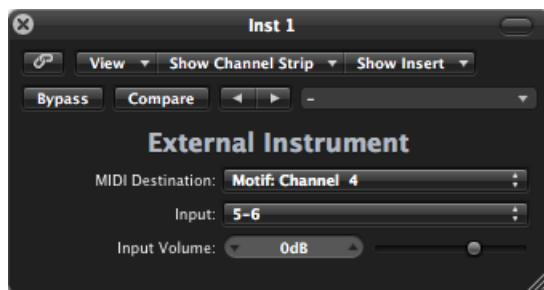 Inst 1
View Show Channel Strip Show Insert
Bypass Compare -
External Instrument
MIDI Destination: Motif: Channel 4
Input: 5-6
Input Volume: 0dB